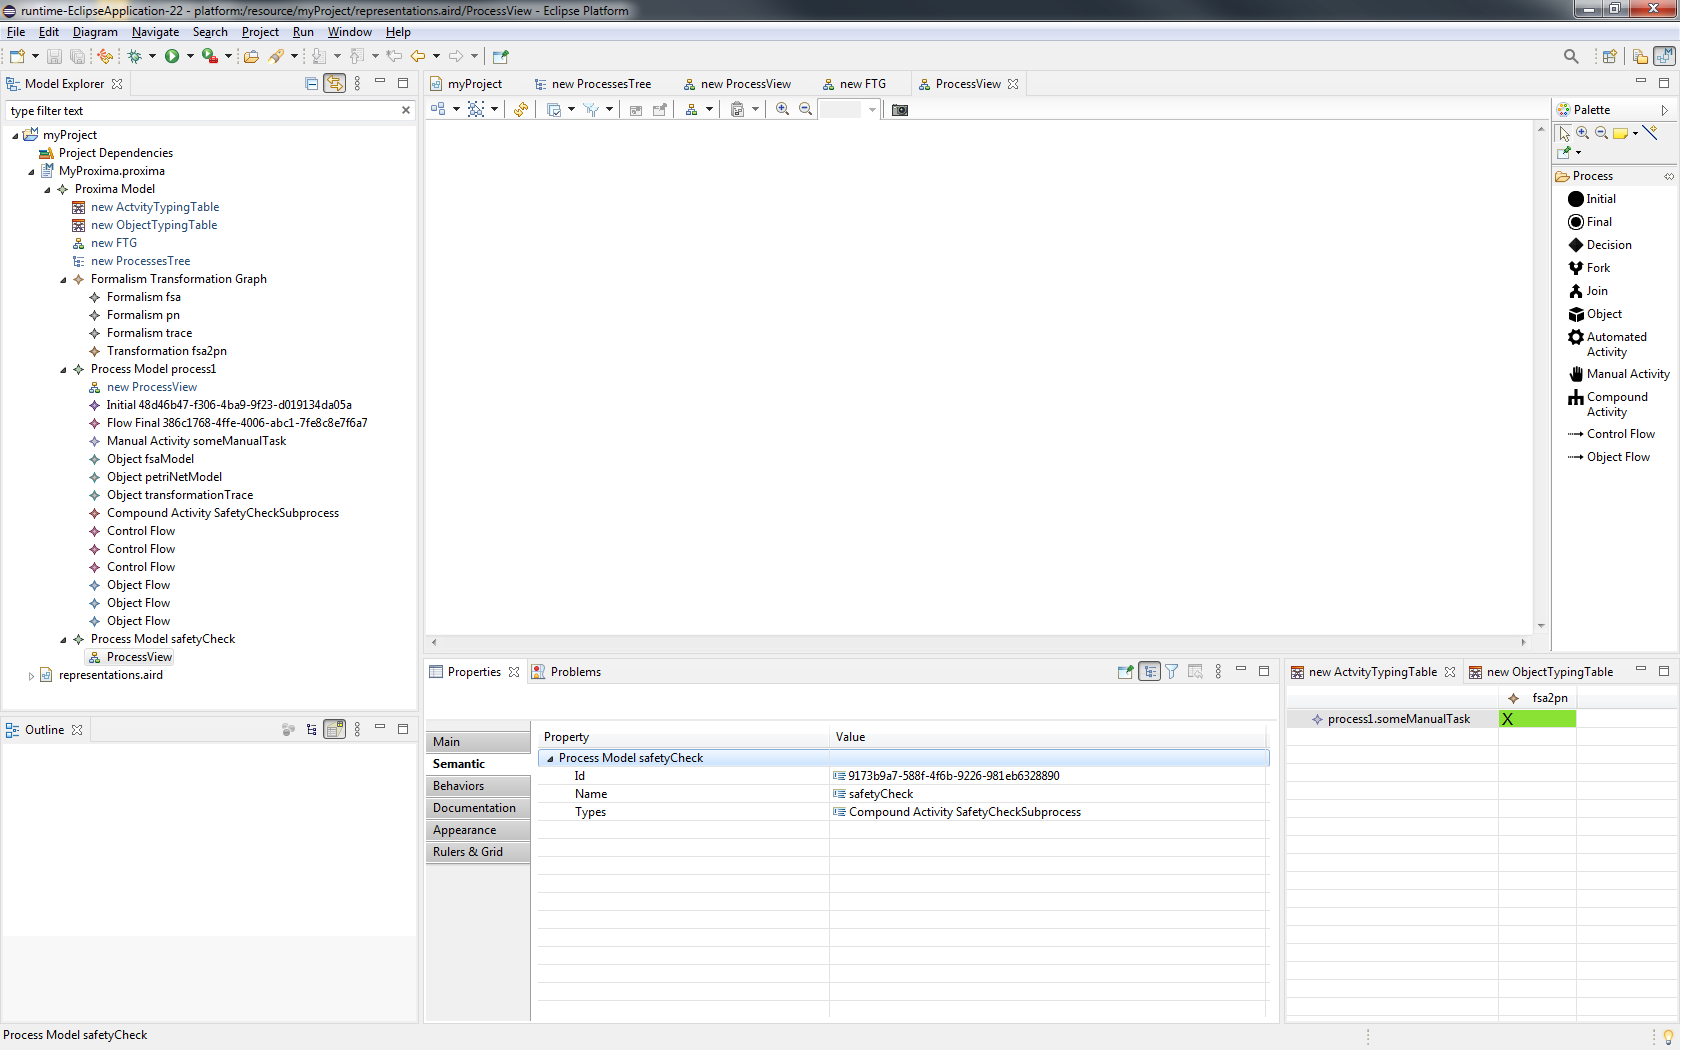 runtime-EclipseApplication-22 - platform:/resource/myProject/representations.aird/ProcessView - Eclipse Platform
File Edit Diagram Navigate Search Project Run Window Help
Model Explorer
type filter text
myProject
Project Dependencies
MyProxima.proxima
Proxima Model
new ActvityTypingTable
new ObjectTypingTable
new FTG
new ProcessesTree
Formalism Transformation Graph
Formalism fsa
Formalism pn
Formalism trace
Transformation fsa2pn
Process Model process1
new ProcessView
Initial 48d46b47-f306-4ba9-9f23-d019134da05a
Flow Final 386c1768-4ffe-4006-abc1-7fe8c8e7f6a7
Manual Activity someManualTask
Object fsaModel
Object petriNetModel
Object transformationTrace
Compound Activity SafetyCheckSubprocess
Control Flow
Control Flow
Control Flow
Object Flow
Object Flow
Object Flow
Process Model safetyCheck
ProcessView
representations.aird
Outline
myProject new ProcessesTree new ProcessView new FTG ProcessView
Palette
Process
Initial
Final
Decision
Fork
Join
Object
Automated
Activity
Manual Activity
Compound
Activity
Control Flow
Object Flow
Properties Problems
Main
Semantic
Behaviors
Documentation
Appearance
Rulers & Grid
Property Value
Process Model safetyCheck
Id 9173b9a7-588f-4f6b-9226-981eb6328890
Name safetyCheck
Types Compound Activity SafetyCheckSubprocess
new ActvityTypingTable new ObjectTypingTable
fsa2pn
process1.someManualTask X
Process Model safetyCheck